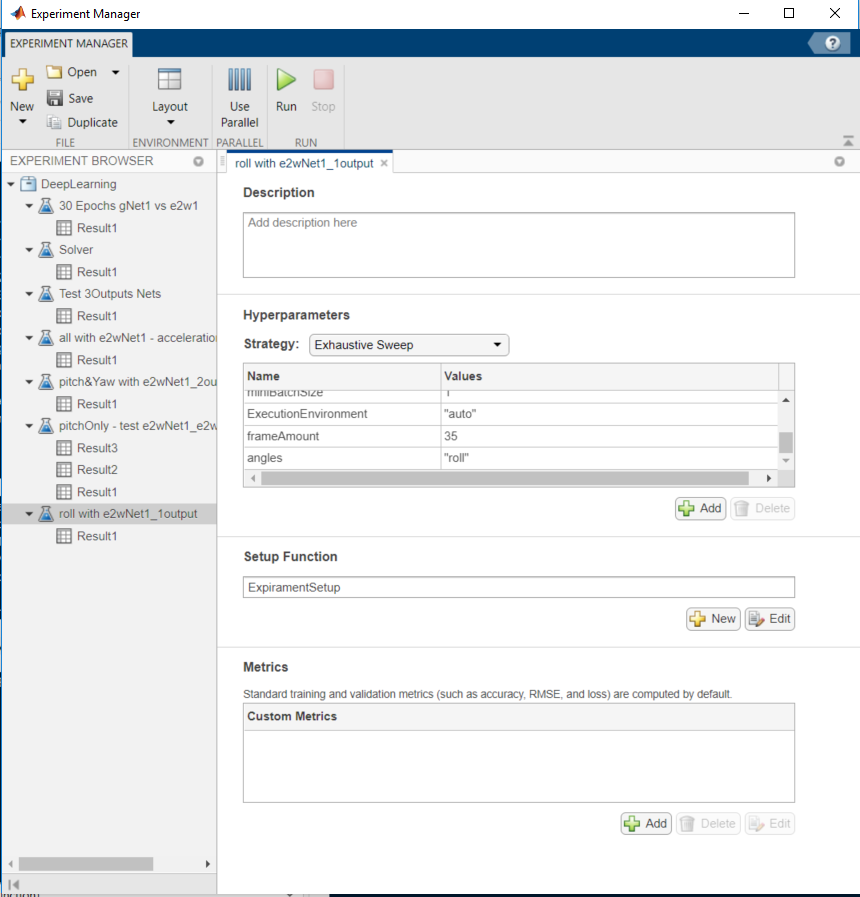 Experiment Manager
EXPERIMENT MANAGER
?
New
Open
Save
Duplicate
FILE
Layout
ENVIRONMENT
Use
Parallel
PARALLEL
Run
Stop
RUN
EXPERIMENT BROWSER
DeepLearning
30 Epochs gNet1 vs e2w1
Result1
Solver
Result1
Test 3Outputs Nets
Result1
all with e2wNet1 - acceleration
Result1
pitch&Yaw with e2wNet1_2ou
Result1
pitchOnly - test e2wNet1_e2w
Result3
Result2
Result1
roll with e2wNet1_1output
Result1
roll with e2wNet1_1output ×
Description
Add description here
Hyperparameters
Strategy: Exhaustive Sweep
Name Values
miniBatchSize 1
ExecutionEnvironment "auto"
frameAmount 35
angles "roll"
Add Delete
Setup Function
ExpiramentSetup
New Edit
Metrics
Standard training and validation metrics (such as accuracy, RMSE, and loss) are computed by default.
Custom Metrics
Add Delete Edit